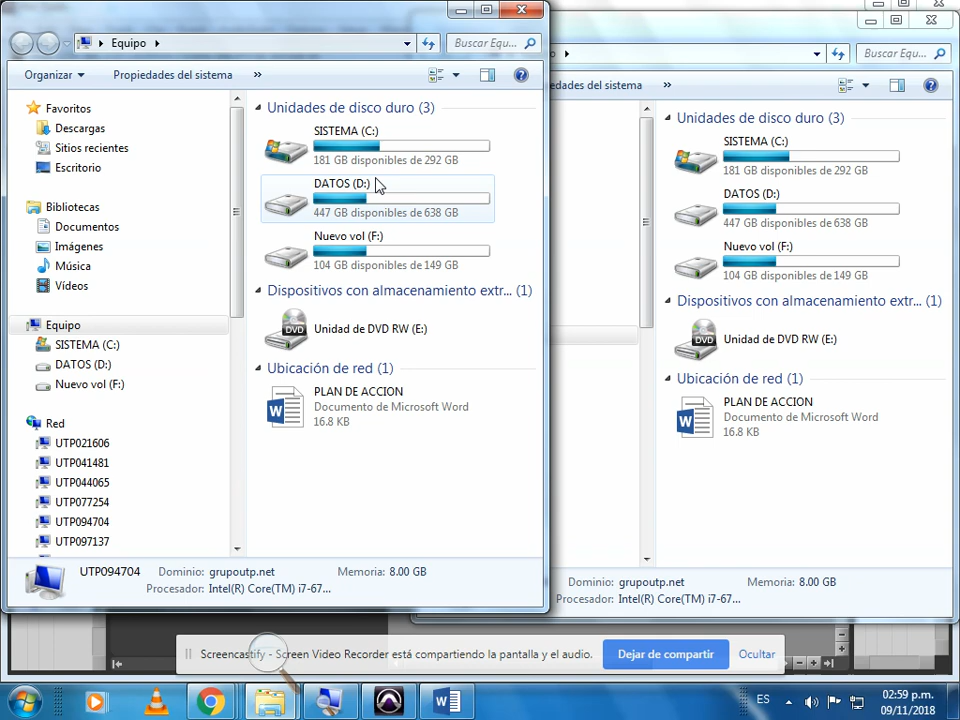 Equipo
Buscar Equ...
Organizar
Propiedades del sistema
»
Favoritos
Descargas
Sitios recientes
Escritorio
Bibliotecas
Documentos
Imágenes
Música
Vídeos
Equipo
SISTEMA (C:)
DATOS (D:)
Nuevo vol (F:)
Red
UTP021606
UTP041481
UTP044065
UTP077254
UTP094704
UTP097137
Unidades de disco duro (3)
SISTEMA (C:)
181 GB disponibles de 292 GB
DATOS (D:)
447 GB disponibles de 638 GB
Nuevo vol (F:)
104 GB disponibles de 149 GB
Dispositivos con almacenamiento extr... (1)
DVD
Unidad de DVD RW (E:)
Ubicación de red (1)
W
PLAN DE ACCION
Documento de Microsoft Word
16.8 KB
UTP094704
Dominio: grupoutp.net
Memoria: 8.00 GB
Procesador: Intel(R) Core(TM) i7-67...
Buscar Equ...
edades del sistema
»
Unidades de disco duro (3)
SISTEMA (C:)
181 GB disponibles de 292 GB
DATOS (D:)
447 GB disponibles de 638 GB
Nuevo vol (F:)
104 GB disponibles de 149 GB
Dispositivos con almacenamiento extr... (1)
DVD
Unidad de DVD RW (E:)
Ubicación de red (1)
W
PLAN DE ACCION
Documento de Microsoft Word
16.8 KB
Dominio: grupoutp.net
Memoria: 8.00 GB
Procesador: Intel(R) Core(TM) i7-67...
Screencastify - Screen Video Recorder está compartiendo la pantalla y el audio.
Dejar de compartir
Ocultar
W
ES
02:59 p.m.
09/11/2018